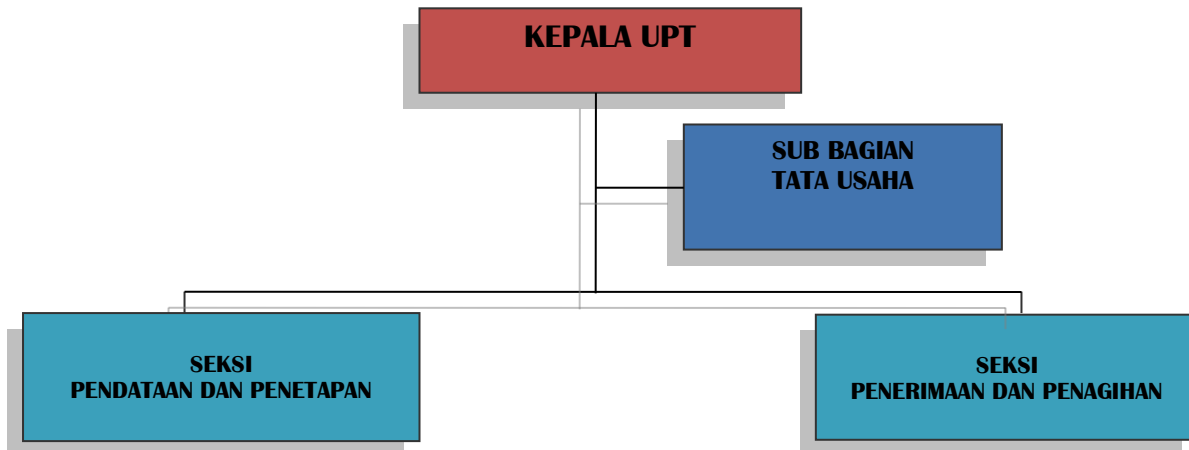 KEPALA UPT
SUB BAGIAN
TATA USAHA
SEKSI
PENDATAAN DAN PENETAPAN
SEKSI
PENERIMAAN DAN PENAGIHAN